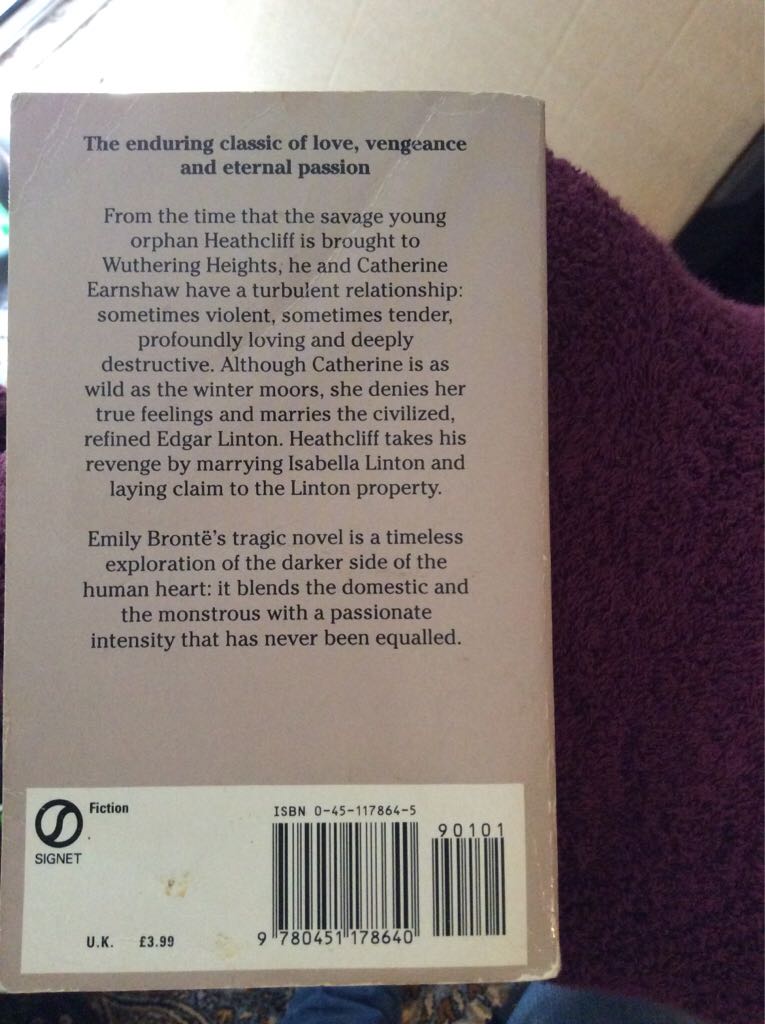 The enduring classic of love, vengeance
and eternal passion
From the time that the savage young
orphan Heathcliff is brought to
Wuthering Heights, he and Catherine
Earnshaw have a turbulent relationship:
sometimes violent, sometimes tender,
profoundly loving and deeply
destructive. Although Catherine is as
wild as the winter moors, she denies her
true feelings and marries the civilized,
refined Edgar Linton. Heathcliff takes his
revenge by marrying Isabella Linton and
laying claim to the Linton property.
Emily Brontë's tragic novel is a timeless
exploration of the darker side of the
human heart: it blends the domestic and
the monstrous with a passionate
intensity that has never been equalled.
Fiction
SIGNET
U.K. £3.99
ISBN 0-45-117864-5
90101
9 780451 178640